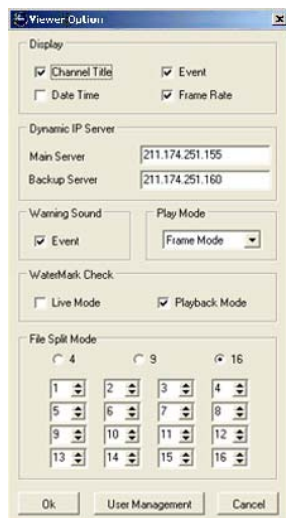 Viewer Option
Display
Channel Title Event
Date Time Frame Rate
Dynamic IP Server
Main Server 211.174.251.155
Backup Server 211.174.251.160
Warning Sound Play Mode
Event Frame Mode
WaterMark Check
Live Mode Playback Mode
File Split Mode
4 9 16
1 2 3 4
5 6 7 8
9 10 11 12
13 14 15 16
Ok User Management Cancel